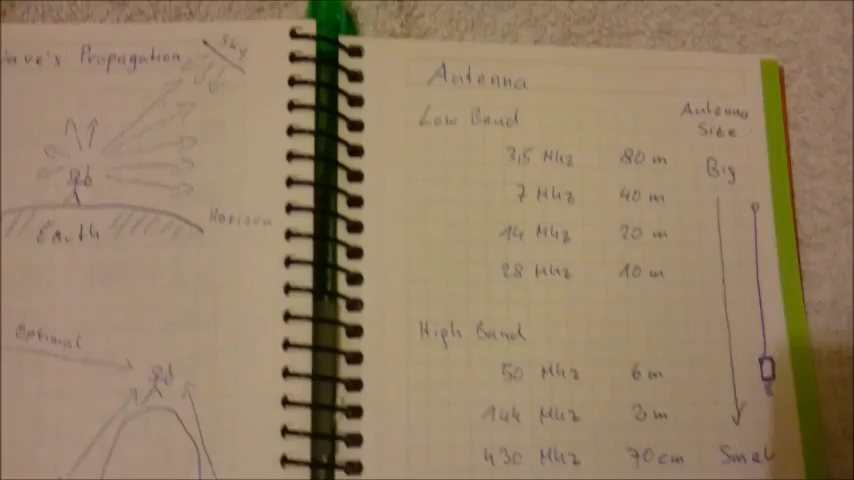 Wave's Propagation
Sky
Horizon
Earth
Optimal
Antenna
Low Band
Antenna
Size
3,5 Mhz 80 m
Big
7 Mhz 40 m
14 Mhz 20 m
28 Mhz 10 m
High Band
50 Mhz 6 m
144 Mhz 2 m
430 Mhz 70 cm
Small